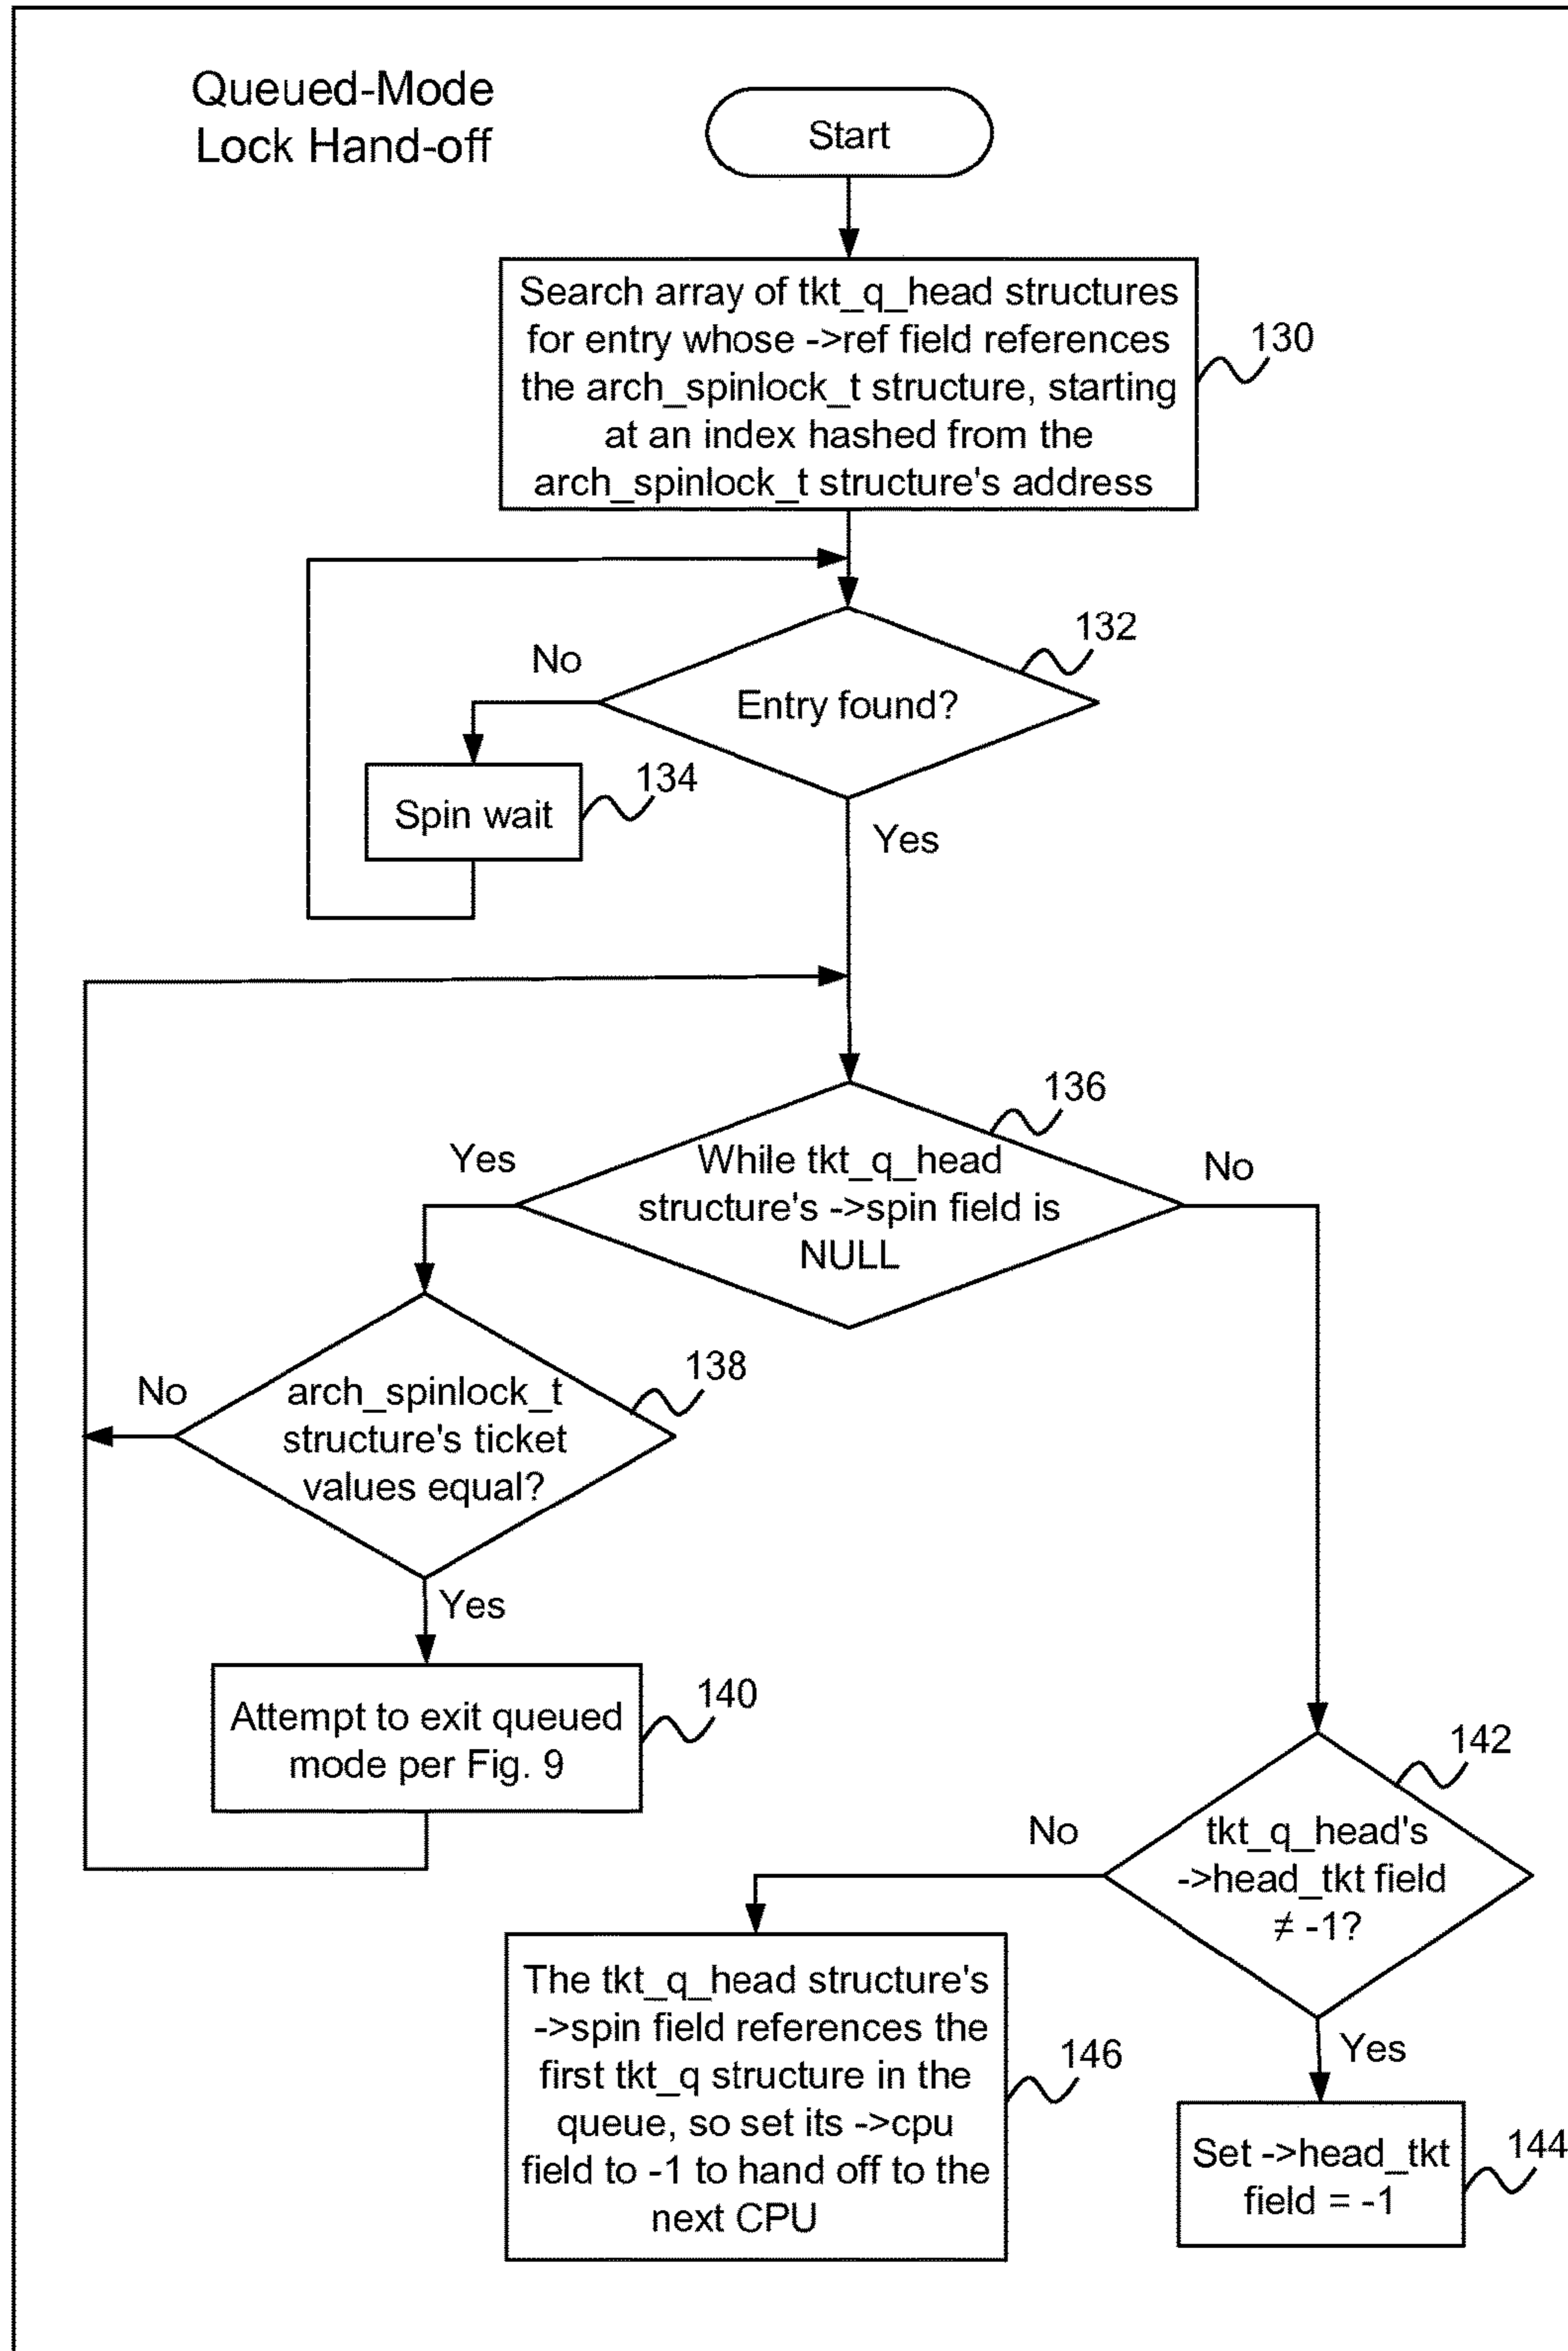 Queued-Mode
Lock Hand-off
Start
Search array of tkt_q_head structures
for entry whose ->ref field references
the arch_spinlock_t structure, starting
at an index hashed from the
arch_spinlock_t structure's address
130
132
No
Entry found?
134
Spin wait
Yes
136
Yes
While tkt_q_head
structure's ->spin field is
NULL
No
138
No
arch_spinlock_t
structure's ticket
values equal?
Yes
140
Attempt to exit queued
mode per Fig. 9
142
No
tkt_q_head's
->head_tkt field
≠ -1?
Yes
The tkt_q_head structure's
->spin field references the
first tkt_q structure in the
queue, so set its ->cpu
field to -1 to hand off to the
next CPU
146
144
Set ->head_tkt
field = -1